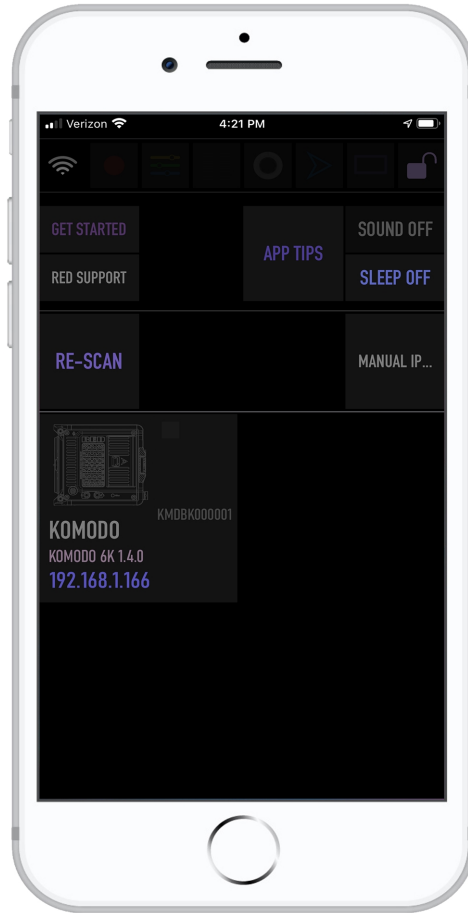 Verizon 4:21 PM
GET STARTED
RED SUPPORT
APP TIPS
SOUND OFF
SLEEP OFF
RE-SCAN
MANUAL IP...
KMDBK000001
KOMODO
KOMODO 6K 1.4.0
192.168.1.166